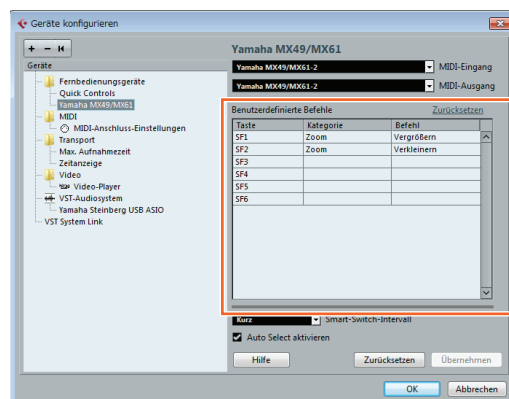 Geräte konfigurieren
Geräte
Fernbedienungsgeräte
Quick Controls
Yamaha MX49/MX61
MIDI
MIDI-Anschluss-Einstellungen
Transport
Max. Aufnahmezeit
Zeitanzeige
Video
Video-Player
VST-Audiosystem
Yamaha Steinberg USB ASIO
VST System Link
Yamaha MX49/MX61
Yamaha MX49/MX61-2 MIDI-Eingang
Yamaha MX49/MX61-2 MIDI-Ausgang
Benutzerdefinierte Befehle Zurücksetzen
Taste Kategorie Befehl
SF1 Zoom Vergrößern
SF2 Zoom Verkleinern
SF3
SF4
SF5
SF6
Kurz Smart-Switch-Intervall
Auto Select aktivieren
Hilfe Zurücksetzen Übernehmen
OK Abbrechen